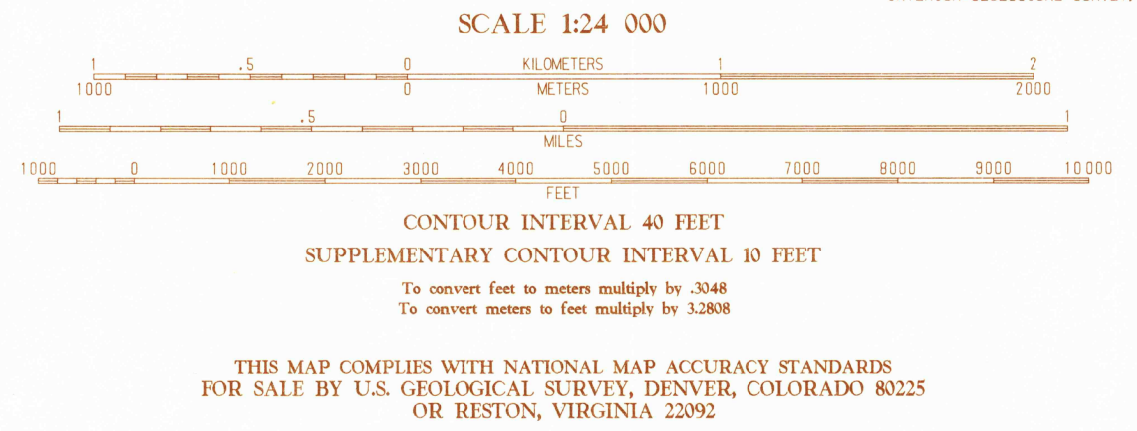 SCALE 1:24 000
1 .5 0 KILOMETERS 1 2
1000 0 METERS 1000 2000
1 .5 0 1
MILES
1000 0 1000 2000 3000 4000 5000 6000 7000 8000 9000 10 000
FEET
CONTOUR INTERVAL 40 FEET
SUPPLEMENTARY CONTOUR INTERVAL 10 FEET
To convert feet to meters multiply by .3048
To convert meters to feet multiply by 3.2808
THIS MAP COMPLIES WITH NATIONAL MAP ACCURACY STANDARDS
FOR SALE BY U.S. GEOLOGICAL SURVEY, DENVER, COLORADO 80225
OR RESTON, VIRGINIA 22092